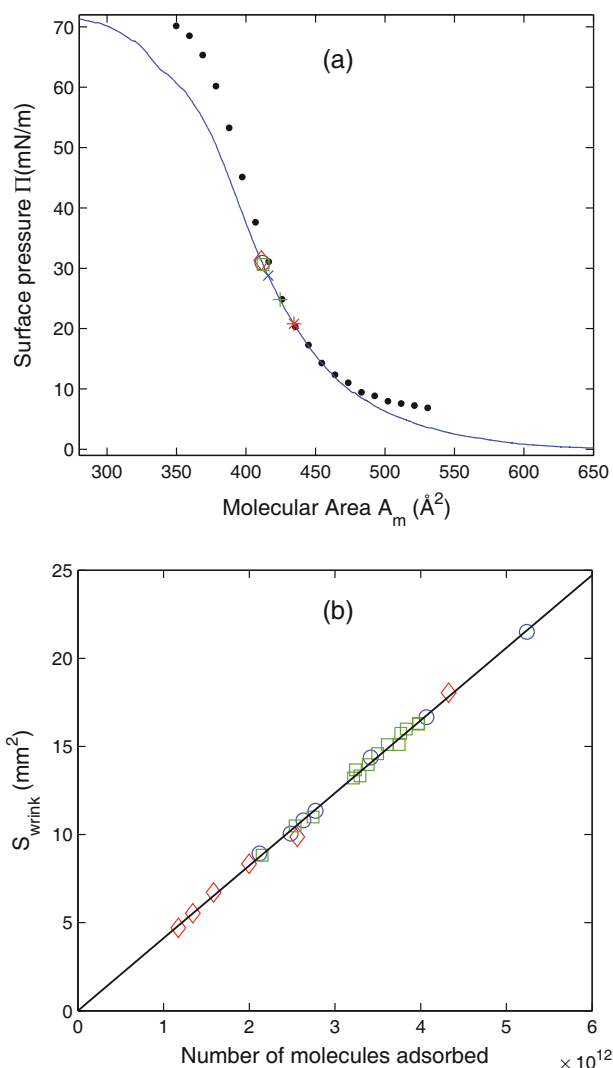 70
60
50
40
30
20
10
0
Surface pressure Π(mN/m)
(a)
300 350 400 450 500 550 600 650
Molecular Area A_m (Å²)
25
20
15
10
5
0
S_wrink (mm²)
(b)
0 1 2 3 4 5 6
Number of molecules adsorbed
× 10¹²